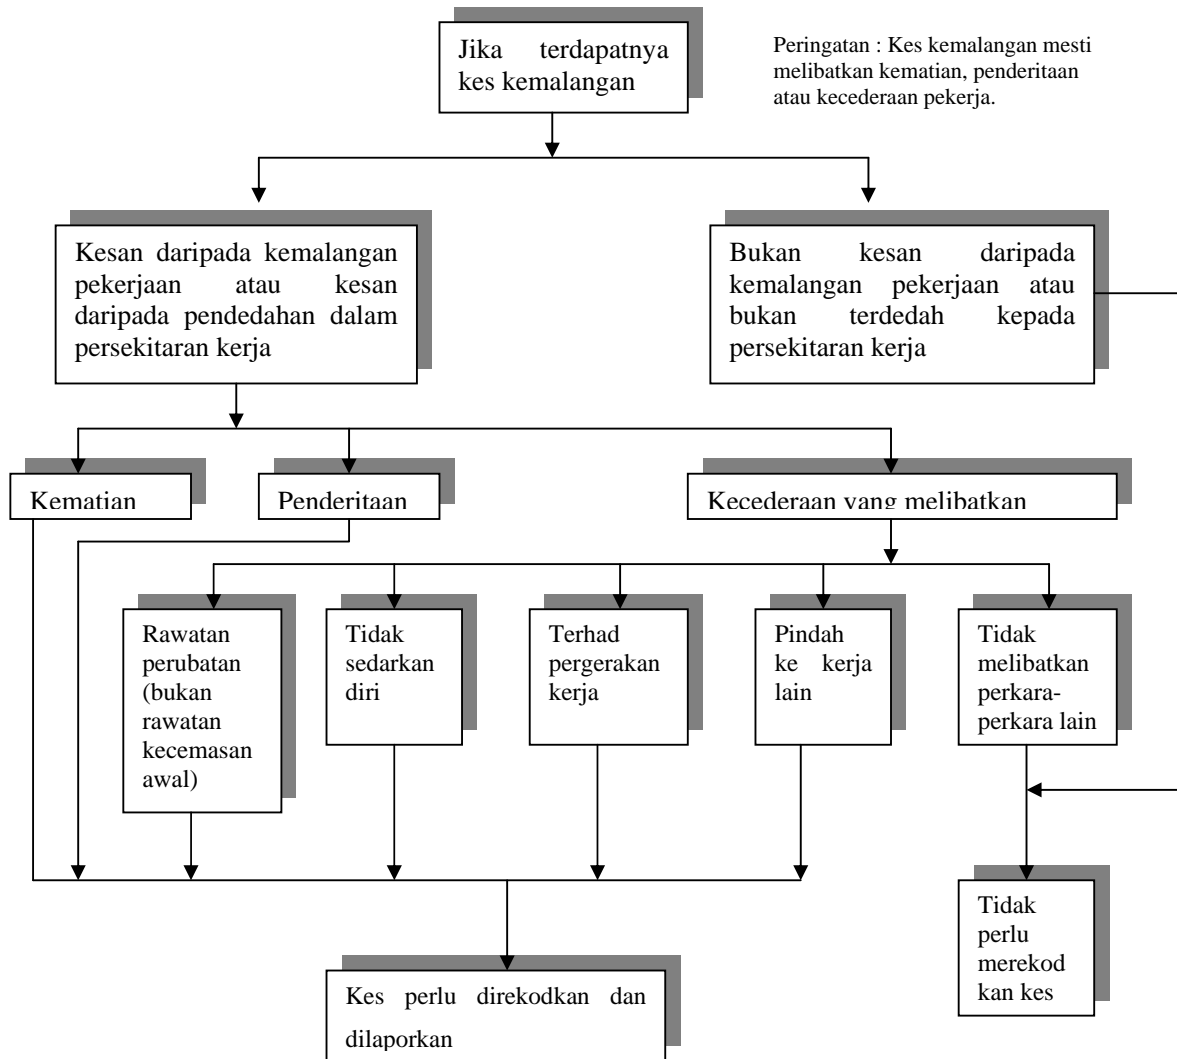 Jika terdapatnya
kes kemalangan
Peringatan : Kes kemalangan mesti
melibatkan kematian, penderitaan
atau kecederaan pekerja.
Kesan daripada kemalangan
pekerjaan atau kesan
daripada pendedahan dalam
persekitaran kerja
Bukan kesan daripada
kemalangan pekerjaan atau
bukan terdedah kepada
persekitaran kerja
Kematian
Penderitaan
Kecederaan yang melibatkan
Rawatan
perubatan
(bukan
rawatan
kecemasan
awal)
Tidak
sedarkan
diri
Terhad
pergerakan
kerja
Pindah
ke kerja
lain
Tidak
melibatkan
perkara-
perkara lain
Tidak
perlu
merekod
kan kes
Kes perlu direkodkan dan
dilaporkan